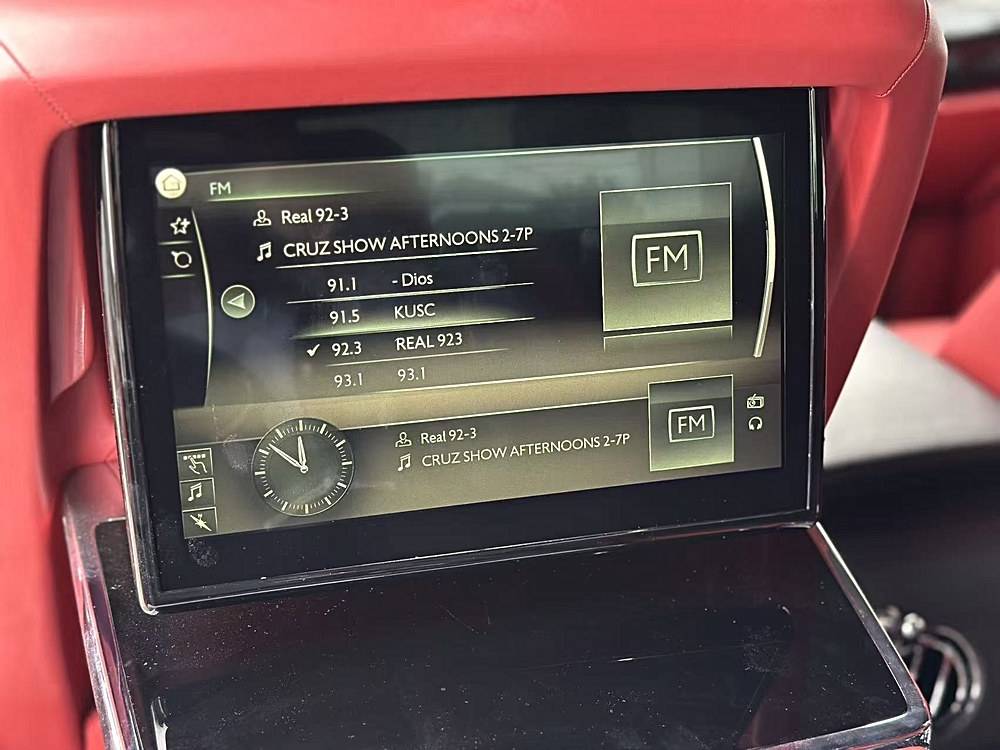 FM
Real 92-3
CRUZ SHOW AFTERNOONS 2-7P
FM
91.1 - Dios
91.5 KUSC
✔ 92.3 REAL 923
93.1 93.1
Real 92-3
CRUZ SHOW AFTERNOONS 2-7P
FM